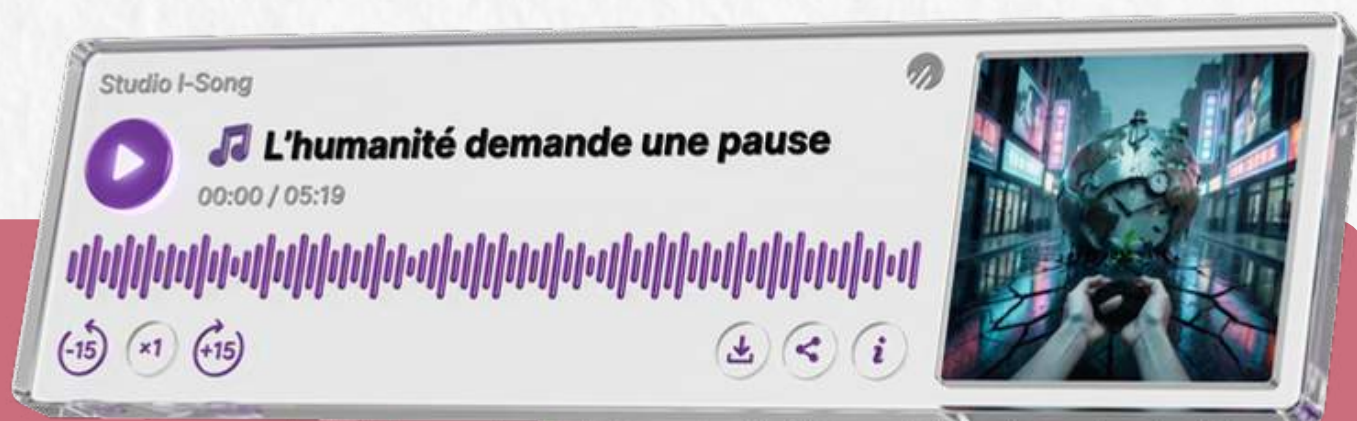 Studio I-Song
🎵 L'humanité demande une pause
00:00 / 05:19
-15
×1
+15
i